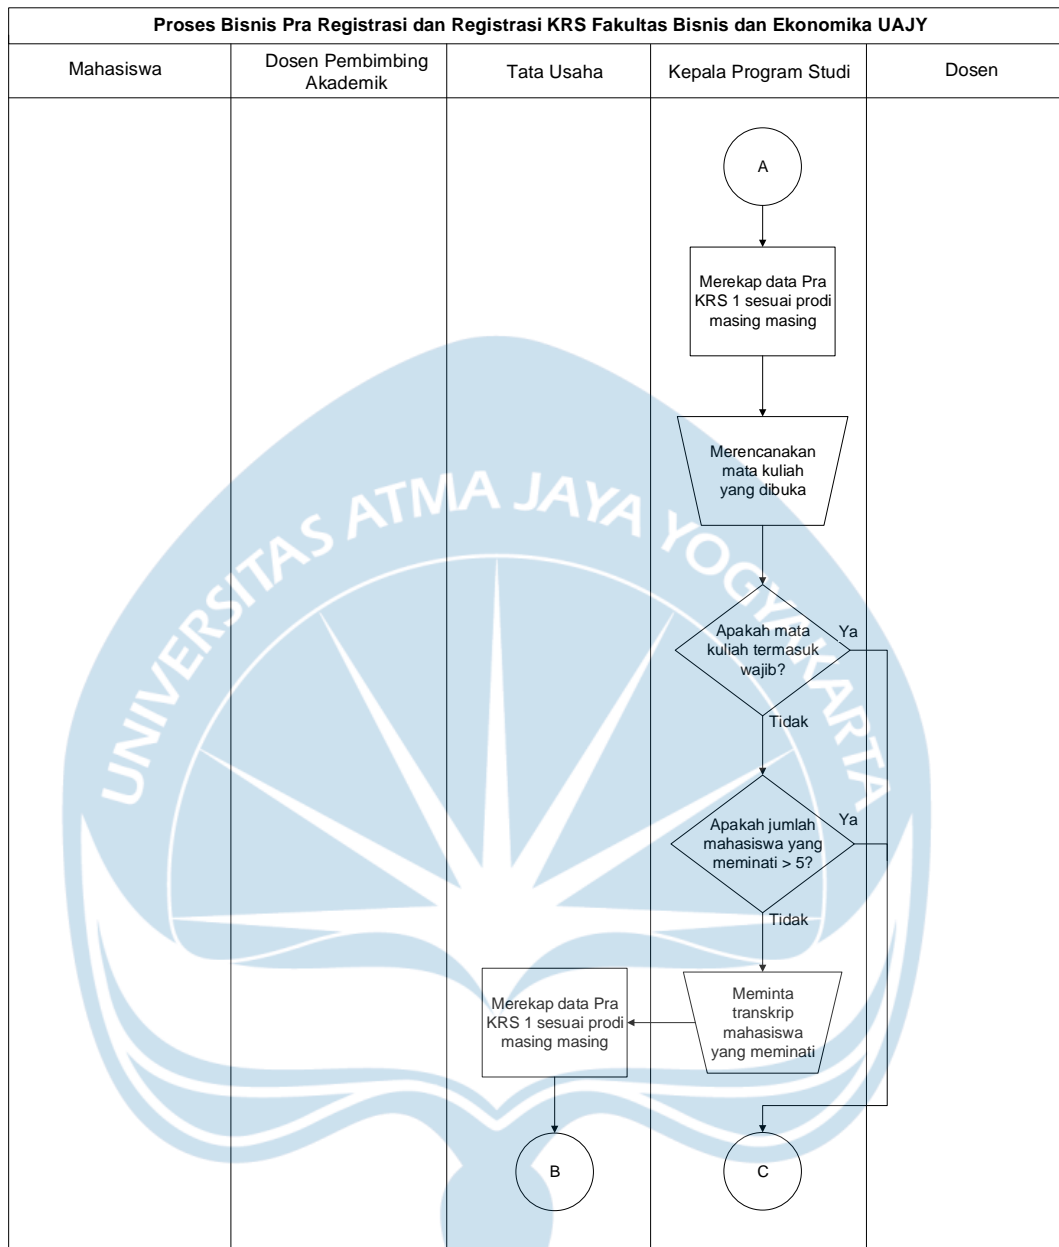 Proses Bisnis Pra Registrasi dan Registrasi KRS Fakultas Bisnis dan Ekonomika UAJY
Mahasiswa
Dosen Pembimbing
Akademik
Tata Usaha
Kepala Program Studi
Dosen
A
Merekap data Pra
KRS 1 sesuai prodi
masing masing
Merencanakan
mata kuliah
yang dibuka
UNIVERSITAS ATMA JAYA YOGYAKARTA
Apakah mata
kuliah termasuk
wajib?
Ya
Tidak
Apakah jumlah
mahasiswa yang
meminati > 5?
Ya
Tidak
Meminta
transkrip
mahasiswa
yang meminati
Merekap data Pra
KRS 1 sesuai prodi
masing masing
B
C